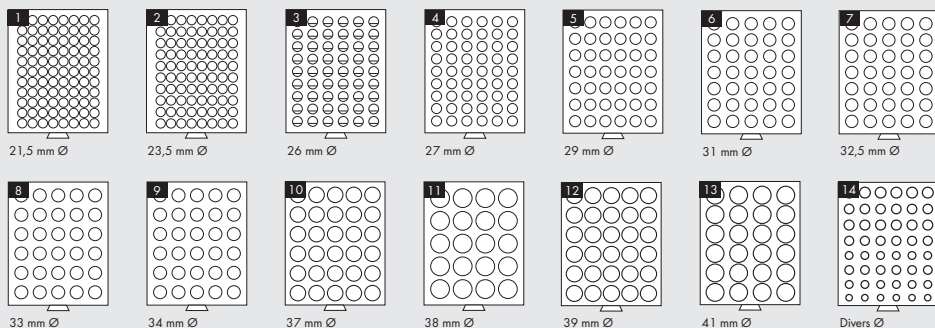 1 2 3 4 5 6 7
21,5 mm Ø 23,5 mm Ø 26 mm Ø 27 mm Ø 29 mm Ø 31 mm Ø 32,5 mm Ø
8 9 10 11 12 13 14
33 mm Ø 34 mm Ø 37 mm Ø 38 mm Ø 39 mm Ø 41 mm Ø Divers Ø